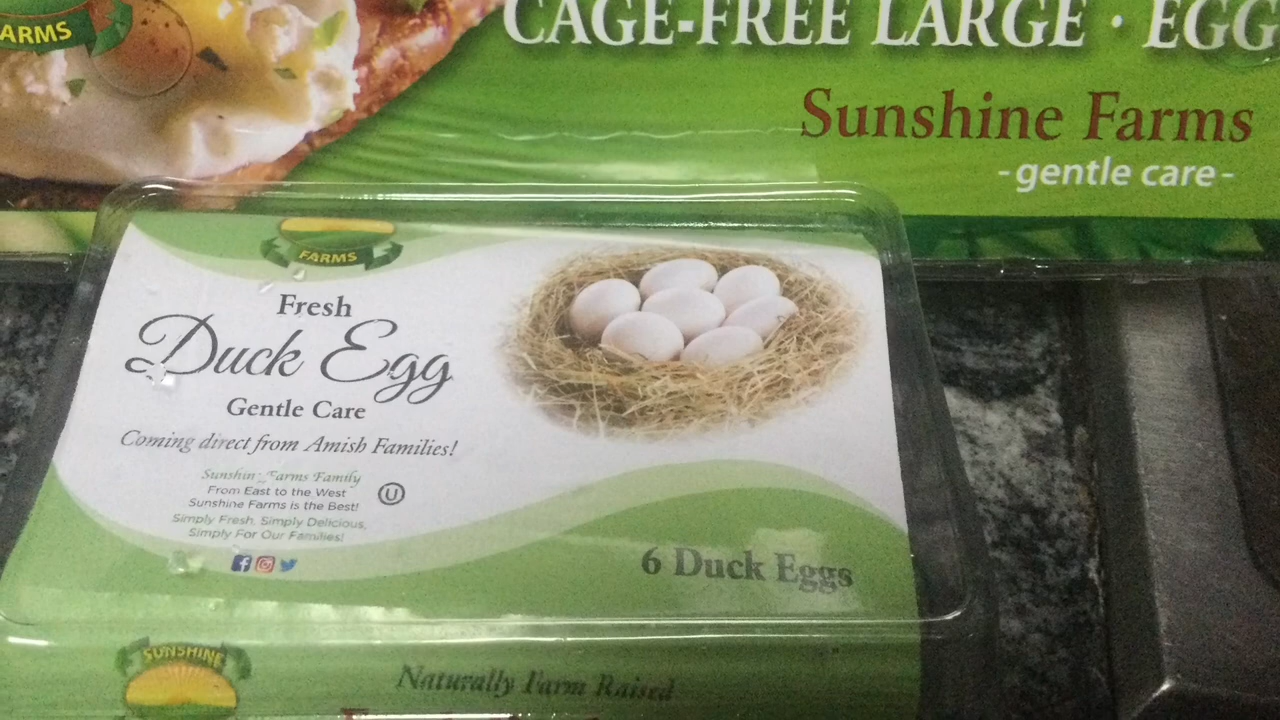 FARMS
CAGE-FREE LARGE · EGG
Sunshine Farms
-gentle care-
FARMS
Fresh
Duck Egg
Gentle Care
Coming direct from Amish Families!
Sunshine Farms Family
From East to the West
Sunshine Farms is the Best!
Simply Fresh, Simply Delicious,
Simply For Our Families!
U
6 Duck Eggs
SUNSHINE
Naturally Farm Raised